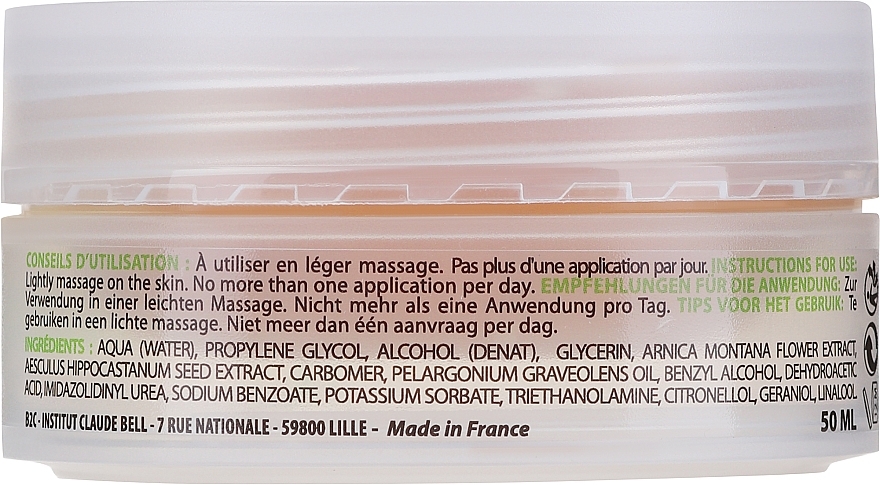 CONSEILS D'UTILISATION : À utiliser en léger massage. Pas plus d'une application par jour. INSTRUCTIONS FOR USE:
Lightly massage on the skin. No more than one application per day. EMPFEHLUNGEN FÜR DIE ANWENDUNG: Zur
Verwendung in einer leichten Massage. Nicht mehr als eine Anwendung pro Tag. TIPS VOOR HET GEBRUIK: Te
gebruiken in een lichte massage. Niet meer dan één aanvraag per dag.
INGRÉDIENTS : AQUA (WATER), PROPYLENE GLYCOL, ALCOHOL (DENAT), GLYCERIN, ARNICA MONTANA FLOWER EXTRACT,
AESCULUS HIPPOCASTANUM SEED EXTRACT, CARBOMER, PELARGONIUM GRAVEOLENS OIL, BENZYL ALCOHOL, DEHYDROACETIC
ACID, IMIDAZOLIDINYL UREA, SODIUM BENZOATE, POTASSIUM SORBATE, TRIETHANOLAMINE, CITRONELLOL, GERANIOL, LINALOOL
B2C - INSTITUT CLAUDE BELL - 7 RUE NATIONALE - 59800 LILLE - Made in France 50 ML